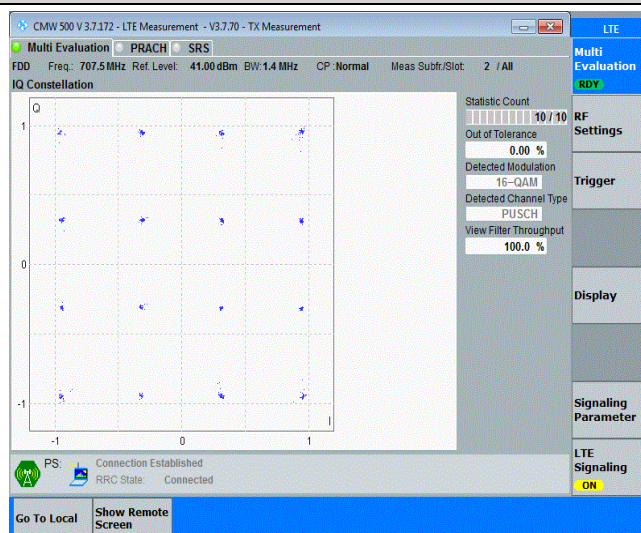 CMW 500 V 3.7.172 - LTE Measurement - V3.7.70 - TX Measurement
LTE
Multi Evaluation PRACH SRS
FDD Freq.: 707.5 MHz Ref. Level: 41.00 dBm BW: 1.4 MHz CP : Normal Meas Subfr./Slot: 2 / All
IQ Constellation
Q
1
0
-1
I
-1 0 1
Statistic Count
10 / 10
Out of Tolerance
0.00 %
Detected Modulation
16-QAM
Detected Channel Type
PUSCH
View Filter Throughput
100.0 %
Multi
Evaluation
RDY
RF
Settings
Trigger
Display
Signaling
Parameter
LTE
Signaling
ON
PS: Connection Established
RRC State: Connected
Go To Local
Show Remote
Screen